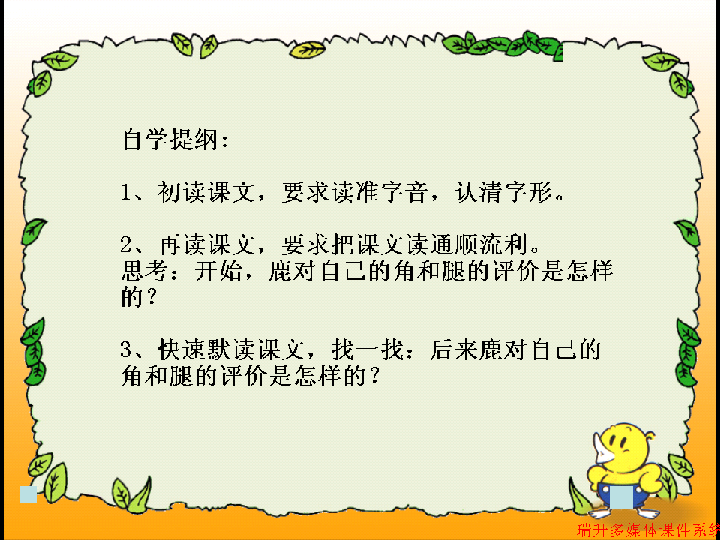 自学提纲：
1、初读课文，要求读准字音，认清字形。
2、再读课文，要求把课文读通顺流利。
思考：开始，鹿对自己的角和腿的评价是怎样
的？
3、快速默读课文，找一找：后来鹿对自己的
角和腿的评价是怎样的？
瑞升多媒体课件系统